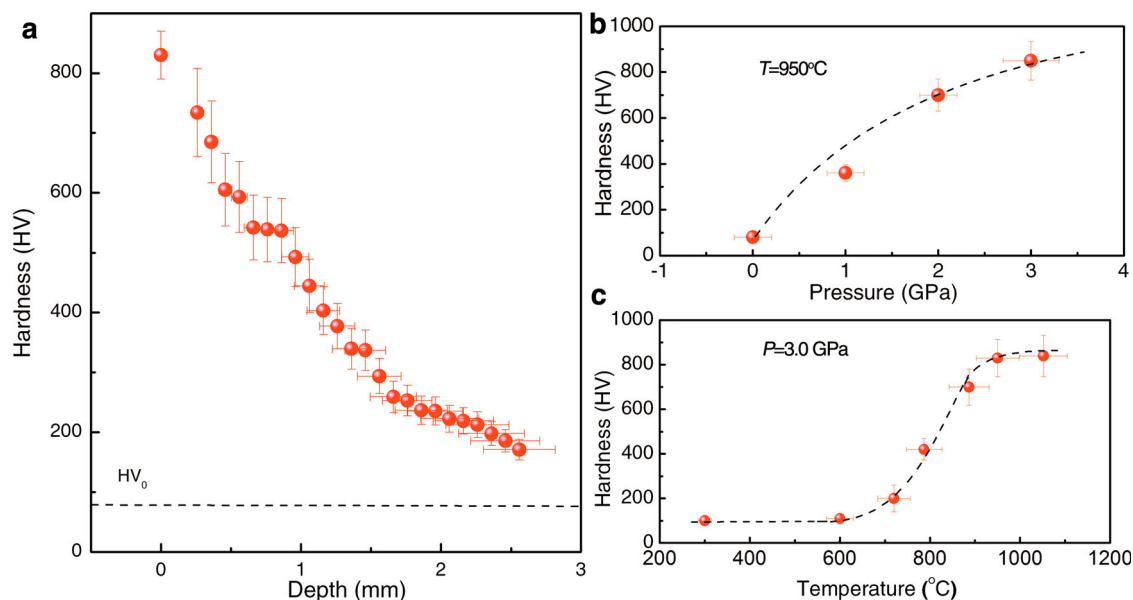 a
Hardness (HV)
800
600
400
200
0
HV₀
0
1
2
3
Depth (mm)
b
Hardness (HV)
1000
800
600
400
200
0
T=950°C
-1
0
1
2
3
4
Pressure (GPa)
c
Hardness (HV)
1000
800
600
400
200
0
P=3.0 GPa
200
400
600
800
1000
1200
Temperature (°C)